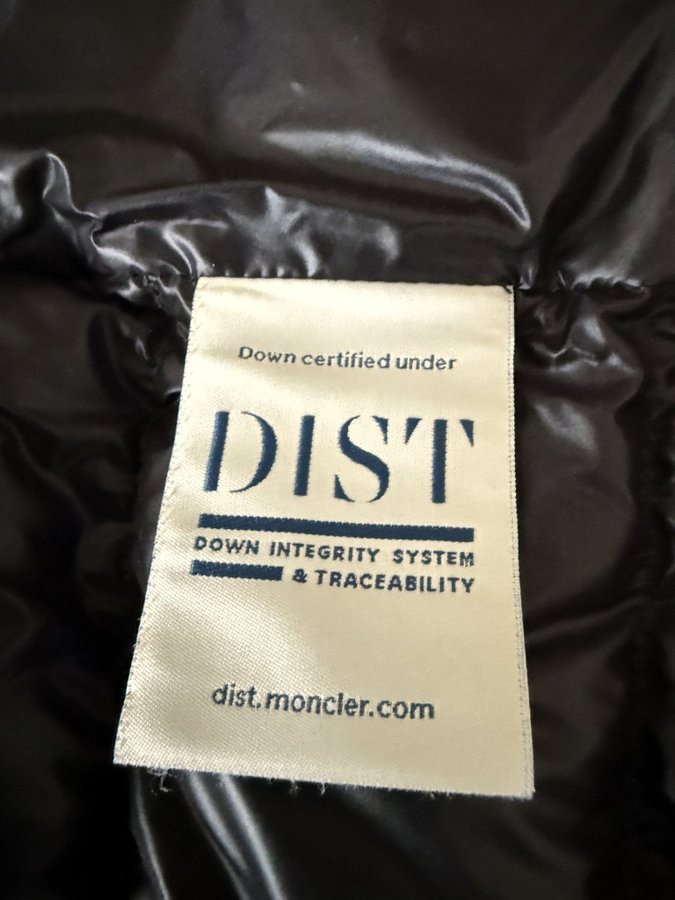 Down certified under
DIST
DOWN INTEGRITY SYSTEM
& TRACEABILITY
dist.moncler.com